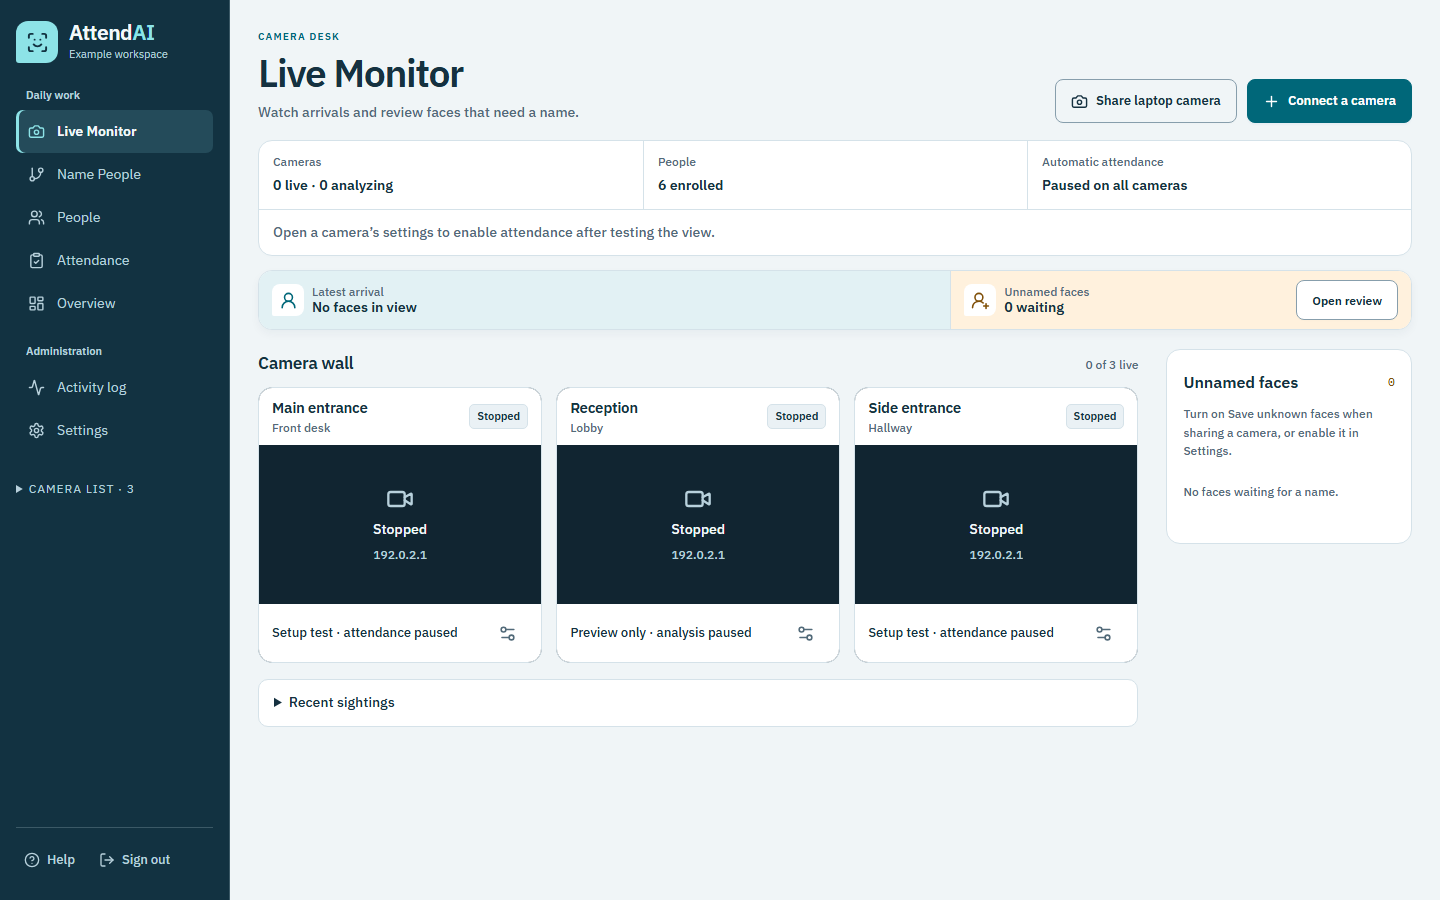 AttendAI
Example workspace
Daily work
Live Monitor
Name People
People
Attendance
Overview
Administration
Activity log
Settings
CAMERA LIST · 3
Help
Sign out
CAMERA DESK
Live Monitor
Watch arrivals and review faces that need a name.
Share laptop camera
Connect a camera
Cameras
0 live · 0 analyzing
People
6 enrolled
Automatic attendance
Paused on all cameras
Open a camera’s settings to enable attendance after testing the view.
Latest arrival
No faces in view
Unnamed faces
0 waiting
Open review
Camera wall
0 of 3 live
Main entrance
Front desk
Stopped
Stopped
192.0.2.1
Setup test · attendance paused
Reception
Lobby
Stopped
Stopped
192.0.2.1
Preview only · analysis paused
Side entrance
Hallway
Stopped
Stopped
192.0.2.1
Setup test · attendance paused
Recent sightings
Unnamed faces
0
Turn on Save unknown faces when
sharing a camera, or enable it in
Settings.
No faces waiting for a name.